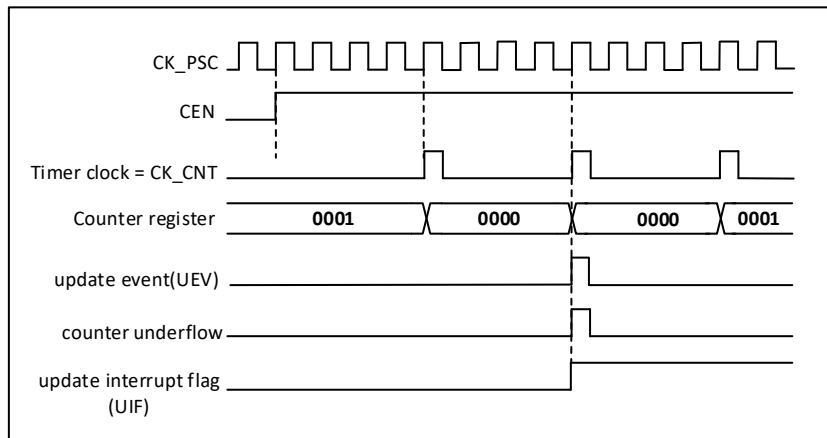 CK_PSC
CEN
Timer clock = CK_CNT
Counter register
0001
0000
0000
0001
update event(UEV)
counter underflow
update interrupt flag
(UIF)